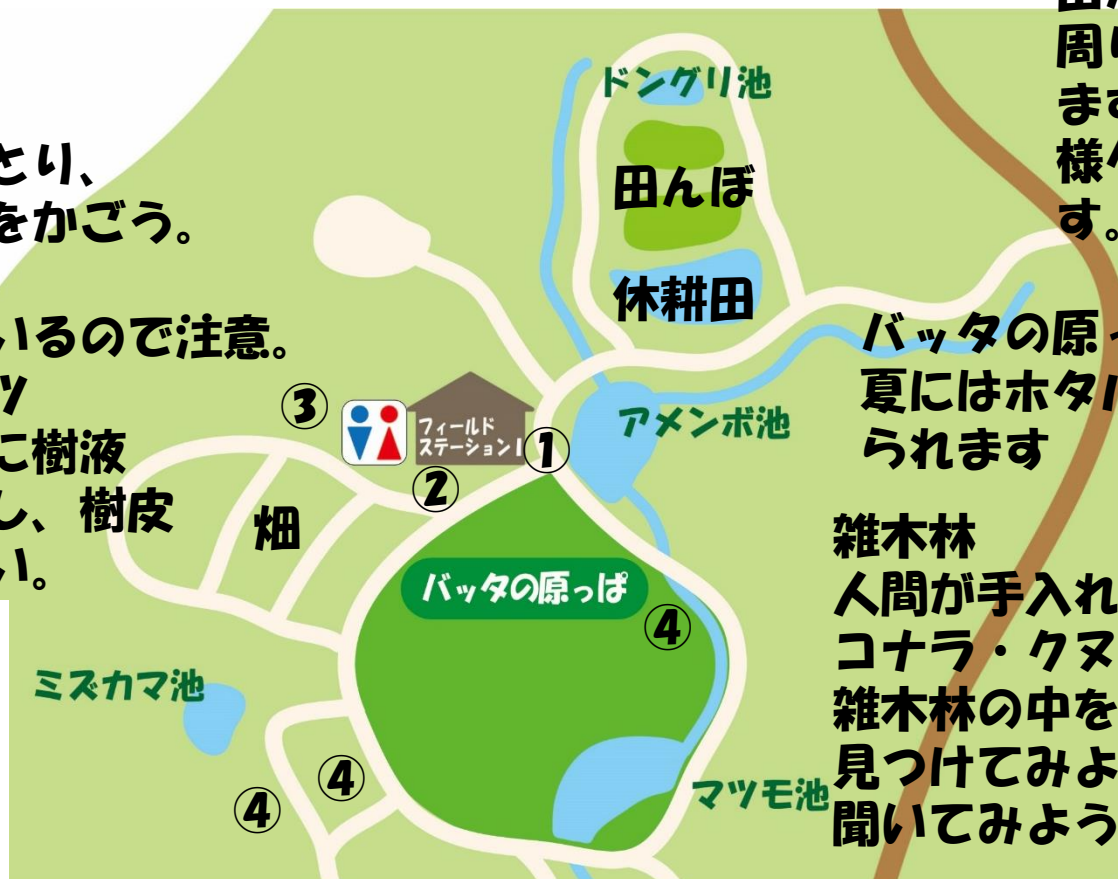 周り
ます
様々
す。
とり、
をかごう。
いるので注意。
ツ
に樹液
し、樹皮
い。
ドングリ池
田んぼ
休耕田
アメンボ池
フィールド
ステーション1
①
②
③
畑
バッタの原っぱ
④
ミズカマ池
④
④
マツモ池
バッタの原っ
夏にはホタル
られます
雑木林
人間が手入れ
コナラ・クヌ
雑木林の中を
見つけてみよ
聞いてみよう